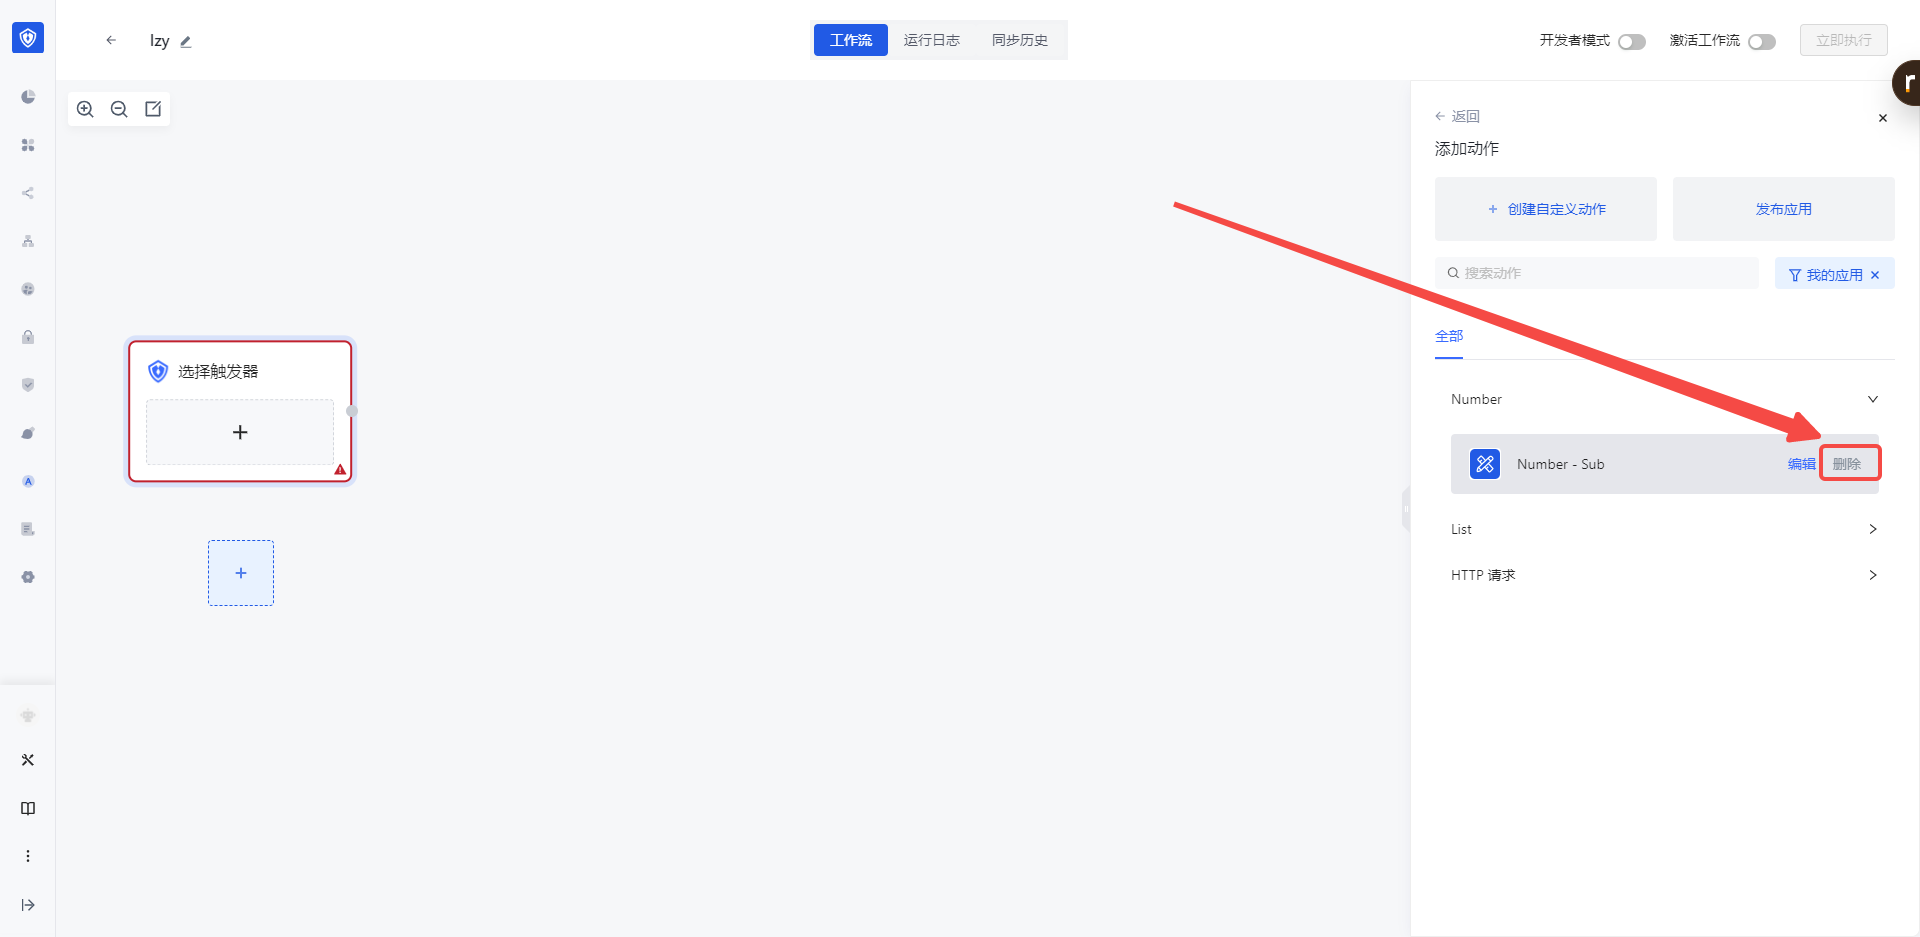 lzy
工作流
运行日志
同步历史
开发者模式
激活工作流
立即执行
返回
添加动作
+ 创建自定义动作
发布应用
搜索动作
我的应用
全部
Number
Number - Sub
编辑
删除
List
HTTP 请求
选择触发器
+
+
A
r